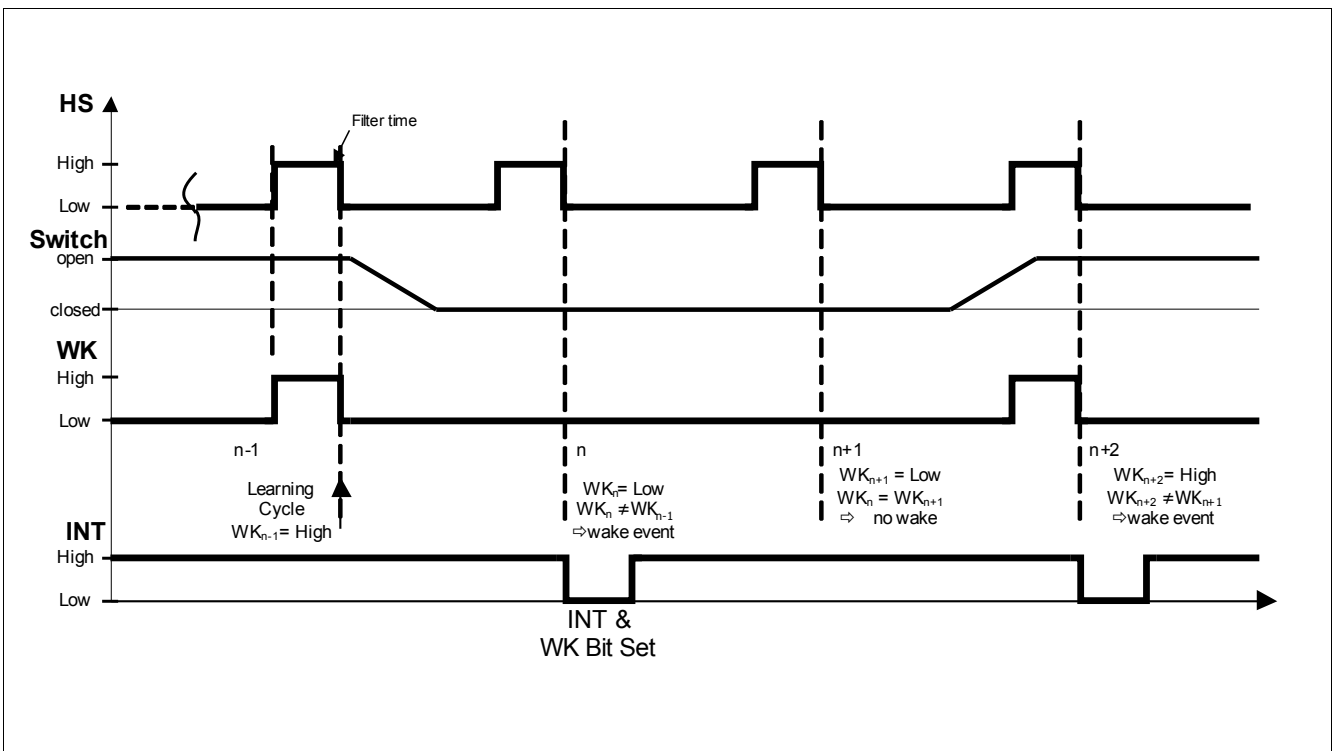 HS
Filter time
High
Low
Switch
open
closed
WK
High
Low
n-1
n
n+1
n+2
Learning
Cycle
WKn-1= High
WKn= Low
WKn ≠WKn-1
⇨wake event
WKn+1 = Low
WKn = WKn+1
⇨ no wake
WKn+2= High
WKn+2 ≠WKn+1
⇨wake event
INT
High
Low
INT &
WK Bit Set